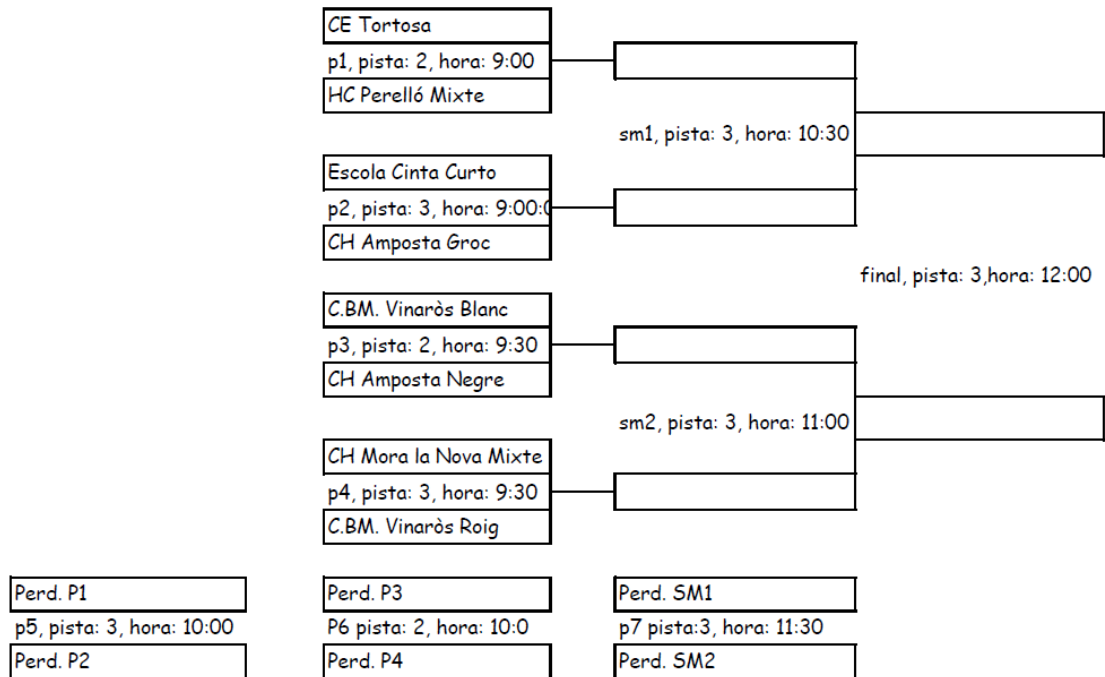 CE Tortosa
p1, pista: 2, hora: 9:00
HC Perelló Mixte
sm1, pista: 3, hora: 10:30
Escola Cinta Curto
p2, pista: 3, hora: 9:00:0
CH Amposta Groc
final, pista: 3,hora: 12:00
C.BM. Vinaròs Blanc
p3, pista: 2, hora: 9:30
CH Amposta Negre
sm2, pista: 3, hora: 11:00
CH Mora la Nova Mixte
p4, pista: 3, hora: 9:30
C.BM. Vinaròs Roig
Perd. P1
p5, pista: 3, hora: 10:00
Perd. P2
Perd. P3
P6 pista: 2, hora: 10:0
Perd. P4
Perd. SM1
p7 pista:3, hora: 11:30
Perd. SM2